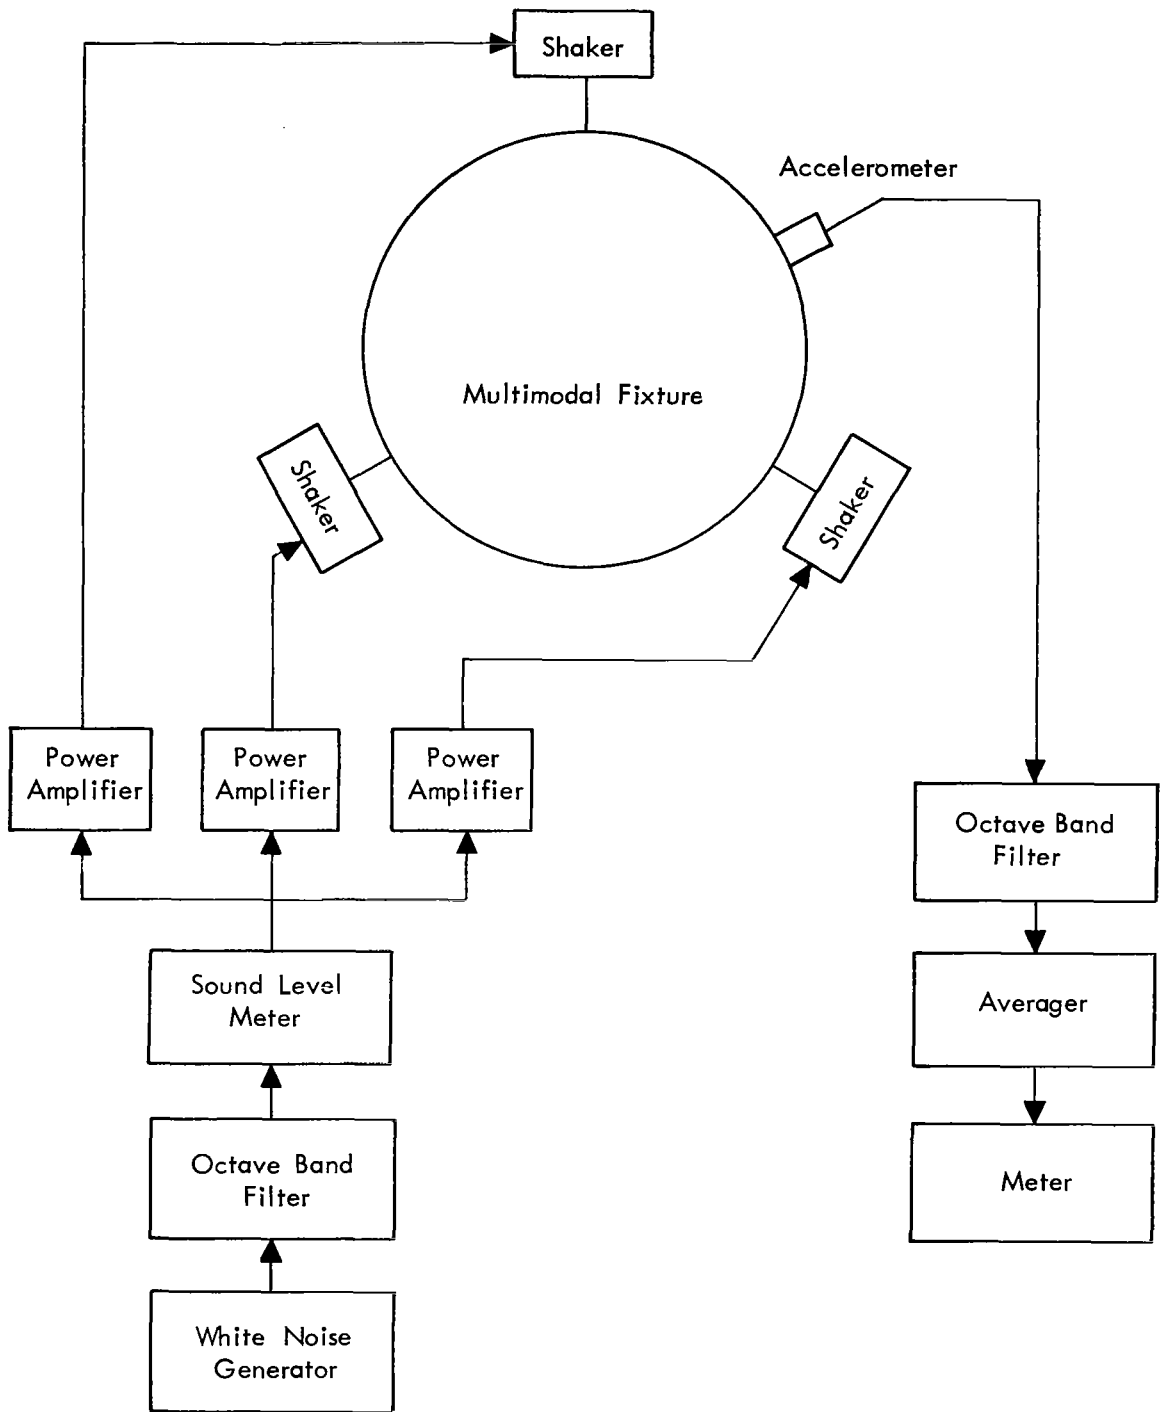 Shaker
Accelerometer
Multimodal Fixture
Shaker
Shaker
Power
Amplifier
Power
Amplifier
Power
Amplifier
Octave Band
Filter
Sound Level
Meter
Averager
Octave Band
Filter
Meter
White Noise
Generator